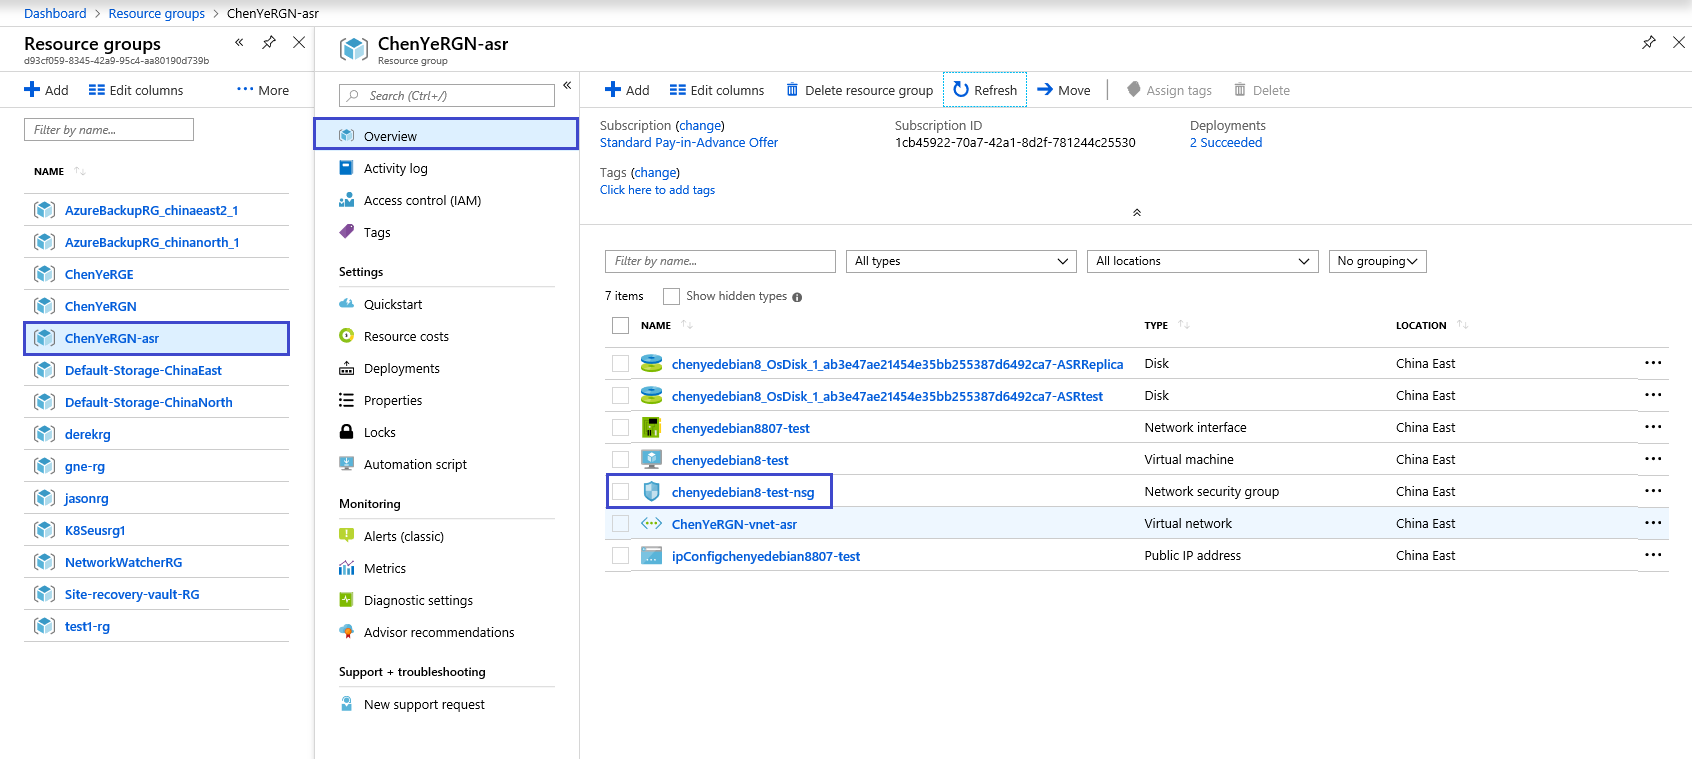 Dashboard > Resource groups > ChenYeRGN-asr
Resource groups
d93cf059-8345-42a9-95c4-aa80190d739b
Add
Edit columns
More
Filter by name...
NAME
AzureBackupRG_chinaeast2_1
AzureBackupRG_chinanorth_1
ChenYeRGE
ChenYeRGN
ChenYeRGN-asr
Default-Storage-ChinaEast
Default-Storage-ChinaNorth
derekrg
gne-rg
jasonrg
K8Seusrg1
NetworkWatcherRG
Site-recovery-vault-RG
test1-rg
ChenYeRGN-asr
Resource group
Search (Ctrl+/)
Overview
Activity log
Access control (IAM)
Tags
Settings
Quickstart
Resource costs
Deployments
Properties
Locks
Automation script
Monitoring
Alerts (classic)
Metrics
Diagnostic settings
Advisor recommendations
Support + troubleshooting
New support request
Add Edit columns Delete resource group Refresh Move Assign tags Delete
Subscription (change) Subscription ID Deployments
Standard Pay-in-Advance Offer 1cb45922-70a7-42a1-8d2f-781244c25530 2 Succeeded
Tags (change)
Click here to add tags
Filter by name... All types All locations No grouping
7 items Show hidden types
NAME TYPE LOCATION
chenyedebian8_OsDisk_1_ab3e47ae21454e35bb255387d6492ca7-ASRReplica Disk China East
chenyedebian8_OsDisk_1_ab3e47ae21454e35bb255387d6492ca7-ASRtest Disk China East
chenyedebian8807-test Network interface China East
chenyedebian8-test Virtual machine China East
chenyedebian8-test-nsg Network security group China East
ChenYeRGN-vnet-asr Virtual network China East
ipConfigchenyedebian8807-test Public IP address China East